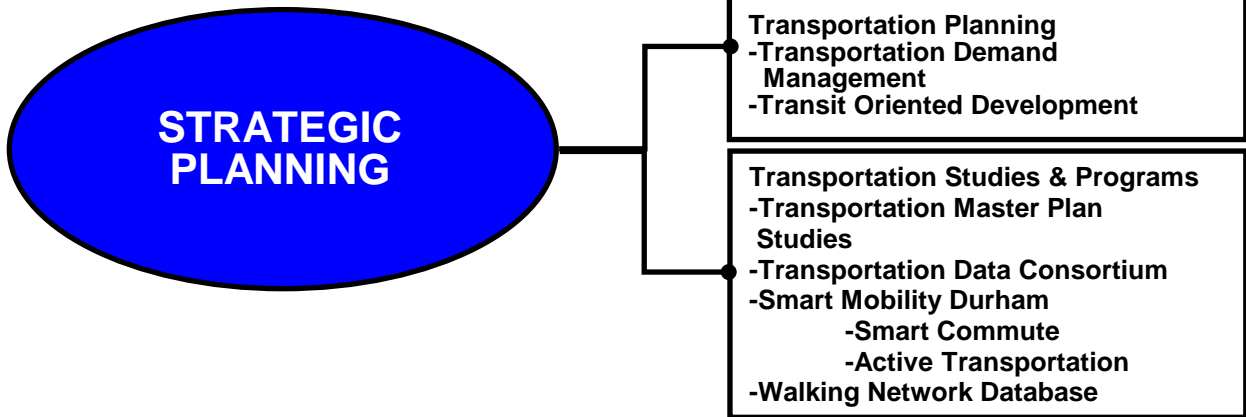 STRATEGIC
PLANNING
Transportation Planning
-Transportation Demand
Management
-Transit Oriented Development
Transportation Studies & Programs
-Transportation Master Plan
Studies
-Transportation Data Consortium
-Smart Mobility Durham
-Smart Commute
-Active Transportation
-Walking Network Database